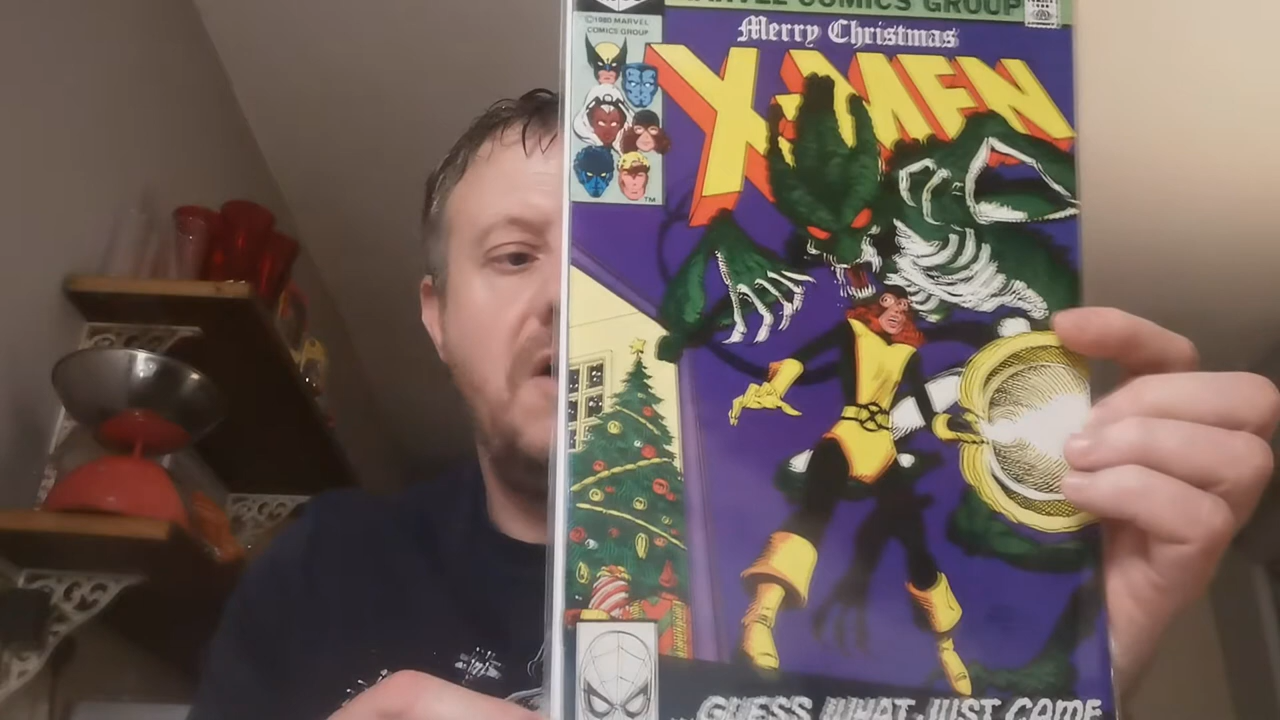 MARVEL COMICS GROUP
©1980 MARVEL
COMICS GROUP
Merry Christmas
X-MEN
TM
...GUESS WHAT JUST CAME